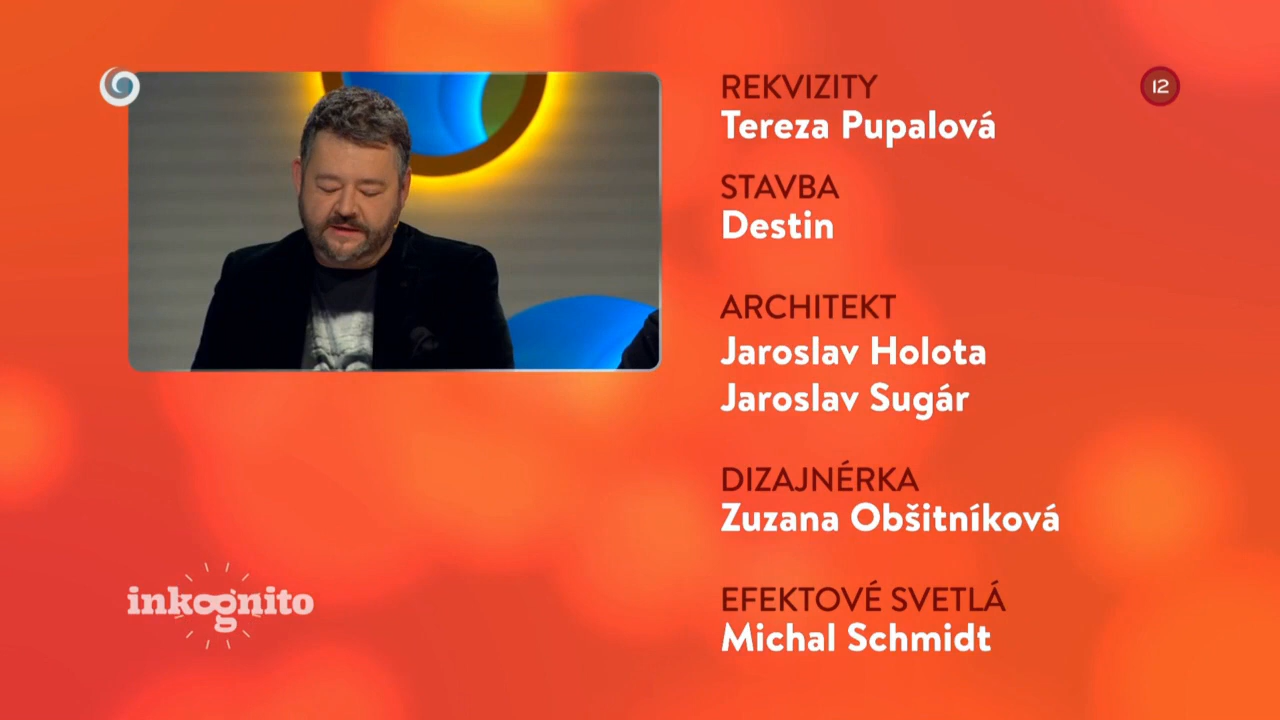 REKVIZITY
Tereza Pupalová
STAVBA
Destin
ARCHITEKT
Jaroslav Holota
Jaroslav Sugár
DIZAJNÉRKA
Zuzana Obšitníková
EFEKTOVÉ SVETLÁ
Michal Schmidt
12
inkognito